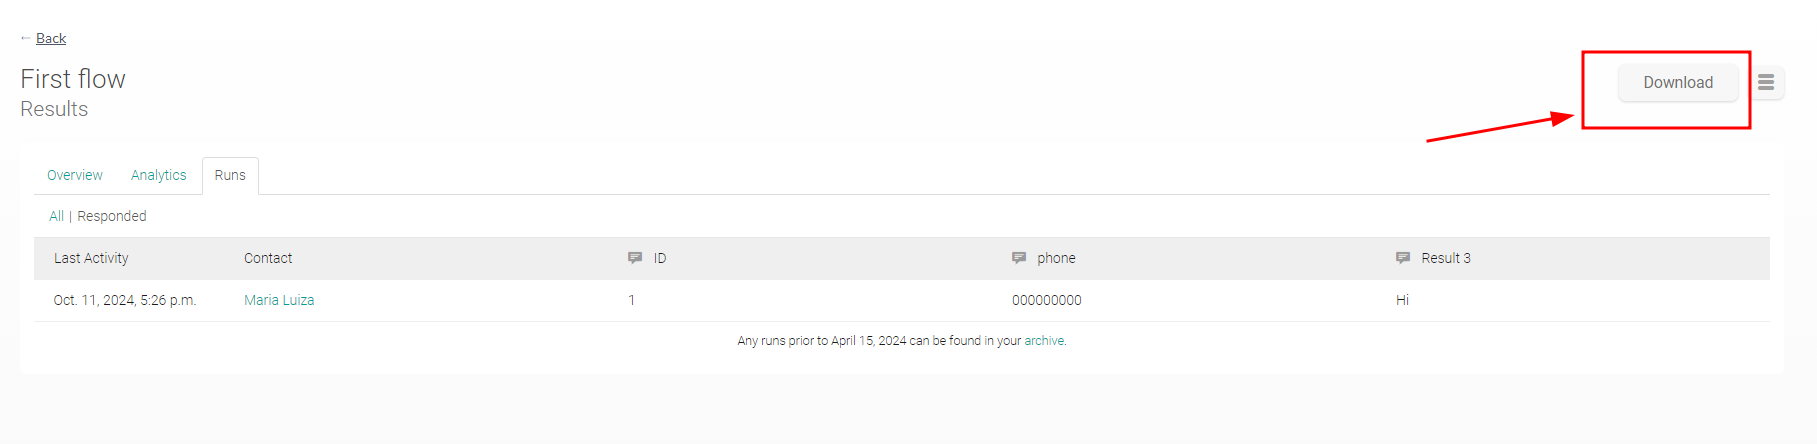 ← Back
First flow
Results
Download
Overview Analytics Runs
All | Responded
Last Activity Contact ID phone Result 3
Oct. 11, 2024, 5:26 p.m. Maria Luiza 1 000000000 Hi
Any runs prior to April 15, 2024 can be found in your archive.